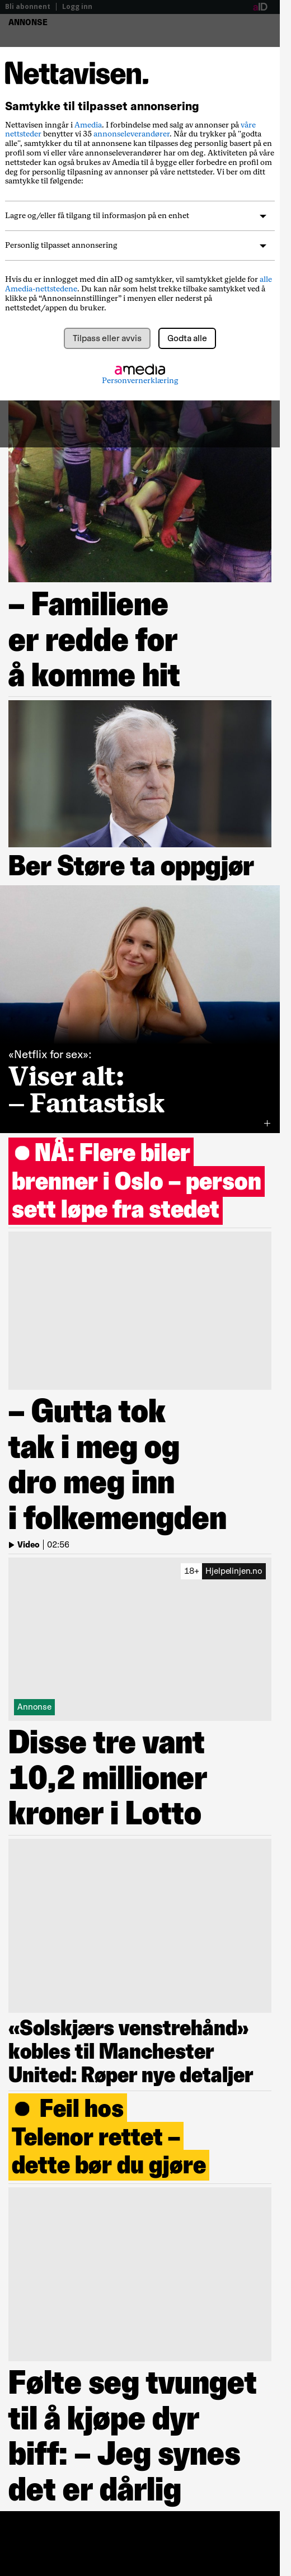 Bli abonnent | Logg inn
aID
ANNONSE
Nettavisen.
Samtykke til tilpasset annonsering
Nettavisen inngår i Amedia. I forbindelse med salg av annonser på våre
nettsteder benytter vi 35 annonseleverandører. Når du trykker på "godta
alle", samtykker du til at annonsene kan tilpasses deg personlig basert på en
profil som vi eller våre annonseleverandører har om deg. Aktiviteten på våre
nettsteder kan også brukes av Amedia til å bygge eller forbedre en profil om
deg for personlig tilpasning av annonser på våre nettsteder. Vi ber om ditt
samtykke til følgende:
Lagre og/eller få tilgang til informasjon på en enhet
Personlig tilpasset annonsering
Hvis du er innlogget med din aID og samtykker, vil samtykket gjelde for alle
Amedia-nettstedene. Du kan når som helst trekke tilbake samtykket ved å
klikke på “Annonseinnstillinger” i menyen eller nederst på
nettstedet/appen du bruker.
Tilpass eller avvis
Godta alle
amedia
Personvernerklæring
– Familiene
er redde for
å komme hit
Ber Støre ta oppgjør
«Netflix for sex»:
Viser alt:
– Fantastisk
NÅ: Flere biler
brenner i Oslo – person
sett løpe fra stedet
– Gutta tok
tak i meg og
dro meg inn
i folkemengden
Video | 02:56
18+ Hjelpelinjen.no
Annonse
Disse tre vant
10,2 millioner
kroner i Lotto
«Solskjærs venstrehånd»
kobles til Manchester
United: Røper nye detaljer
Feil hos
Telenor rettet –
dette bør du gjøre
Følte seg tvunget
til å kjøpe dyr
biff: – Jeg synes
det er dårlig